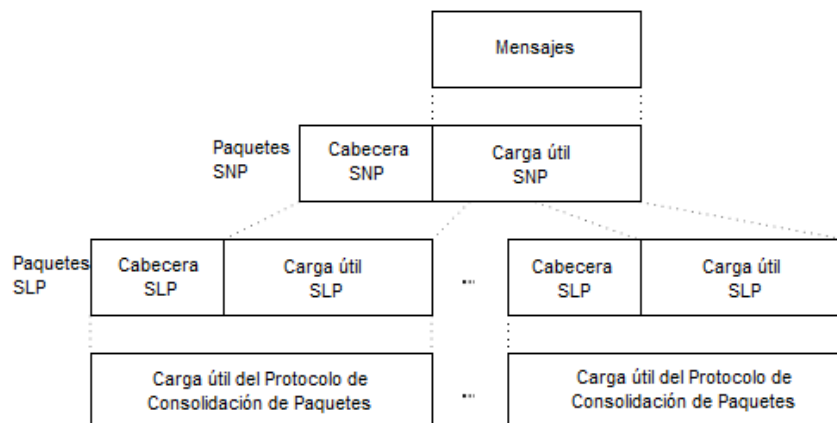 Mensajes
Paquetes
SNP
Cabecera
SNP
Carga útil
SNP
Paquetes
SLP
Cabecera
SLP
Carga útil
SLP
...
Cabecera
SLP
Carga útil
SLP
Carga útil del Protocolo de
Consolidación de Paquetes
...
Carga útil del Protocolo de
Consolidación de Paquetes